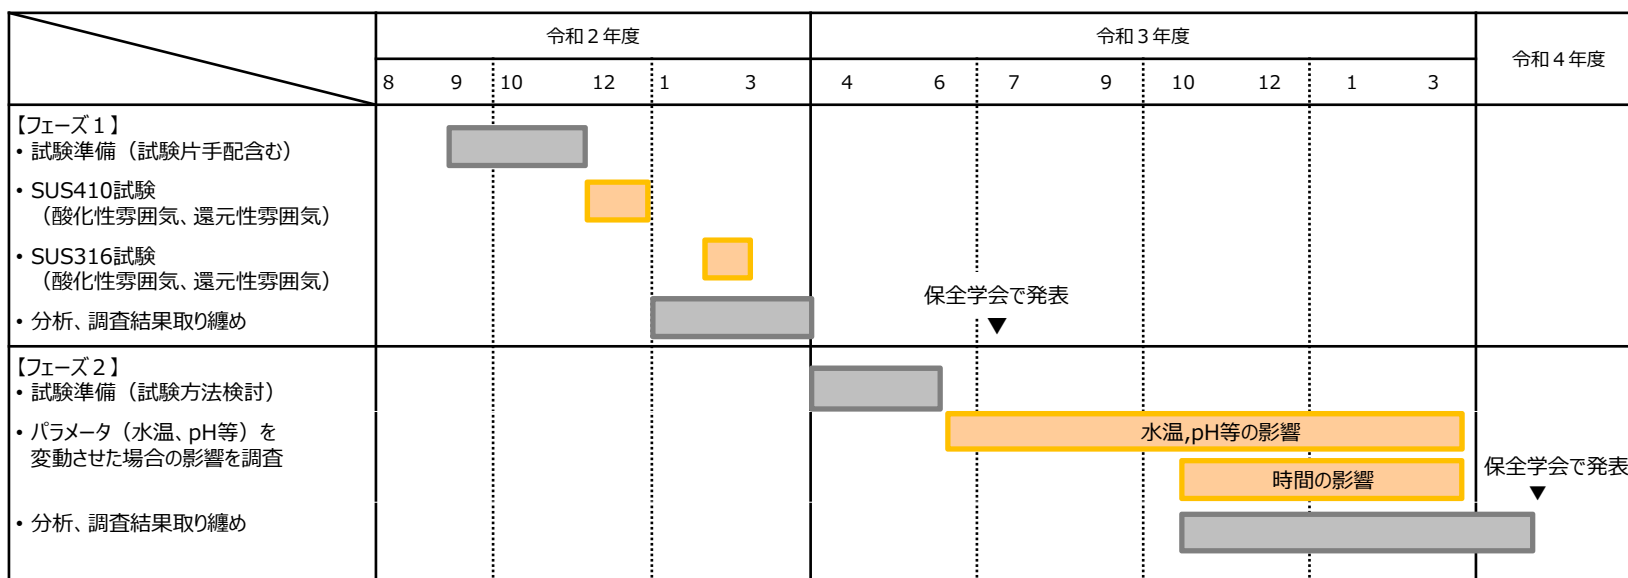 令和２年度
令和３年度
令和４年度
8 9 10 12 1 3 4 6 7 9 10 12 1 3
【フェーズ１】
・試験準備（試験片手配含む）
・SUS410試験
（酸化性雰囲気、還元性雰囲気）
・SUS316試験
（酸化性雰囲気、還元性雰囲気）
・分析、調査結果取り纏め
保全学会で発表
▼
【フェーズ２】
・試験準備（試験方法検討）
・パラメータ（水温、pH等）を
変動させた場合の影響を調査
水温,pH等の影響
時間の影響
保全学会で発表
▼
・分析、調査結果取り纏め